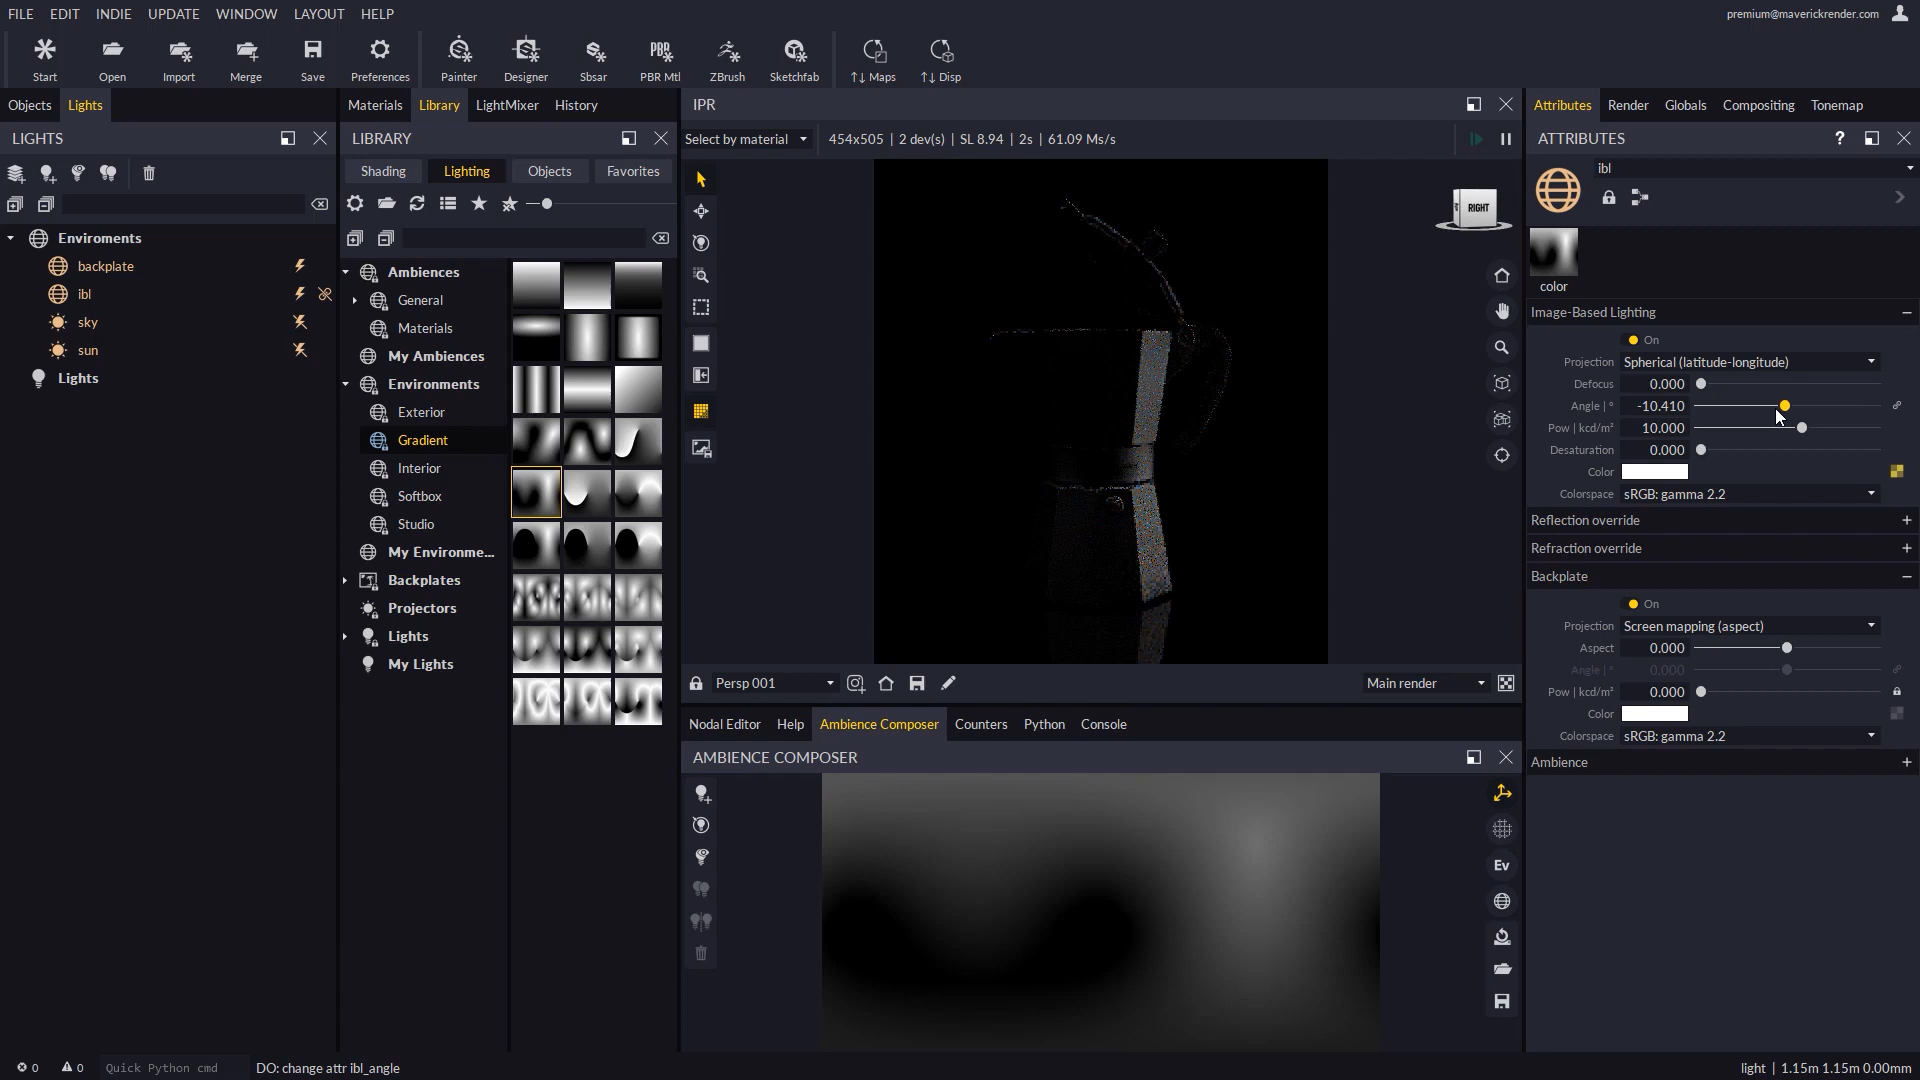 FILE EDIT INDIE UPDATE WINDOW LAYOUT HELP
premium@maverickrender.com
Start Open Import Merge Save Preferences Painter Designer Sbsar PBR Mtl ZBrush Sketchfab ↑↓ Maps ↑↓ Disp
PBR
Objects Lights
LIGHTS
Enviroments
backplate
ibl
sky
sun
Lights
Materials Library LightMixer History
LIBRARY
Shading Lighting Objects Favorites
Ambiences
General
Materials
My Ambiences
Environments
Exterior
Gradient
Interior
Softbox
Studio
My Environme...
Backplates
Projectors
Lights
My Lights
IPR
Select by material 454x505 | 2 dev(s) | SL 8.94 | 2s | 61.09 Ms/s
RIGHT
Persp 001
Main render
Nodal Editor Help Ambience Composer Counters Python Console
AMBIENCE COMPOSER
Ev
Attributes Render Globals Compositing Tonemap
ATTRIBUTES
?
ibl
color
Image-Based Lighting
On
Projection Spherical (latitude-longitude)
Defocus 0.000
Angle | ° -10.410
Pow | kcd/m² 10.000
Desaturation 0.000
Color
Colorspace sRGB: gamma 2.2
Reflection override
Refraction override
Backplate
On
Projection Screen mapping (aspect)
Aspect 0.000
Angle | ° 0.000
Pow | kcd/m² 0.000
Color
Colorspace sRGB: gamma 2.2
Ambience
0 0 Quick Python cmd DO: change attr ibl_angle
light | 1.15m 1.15m 0.00mm